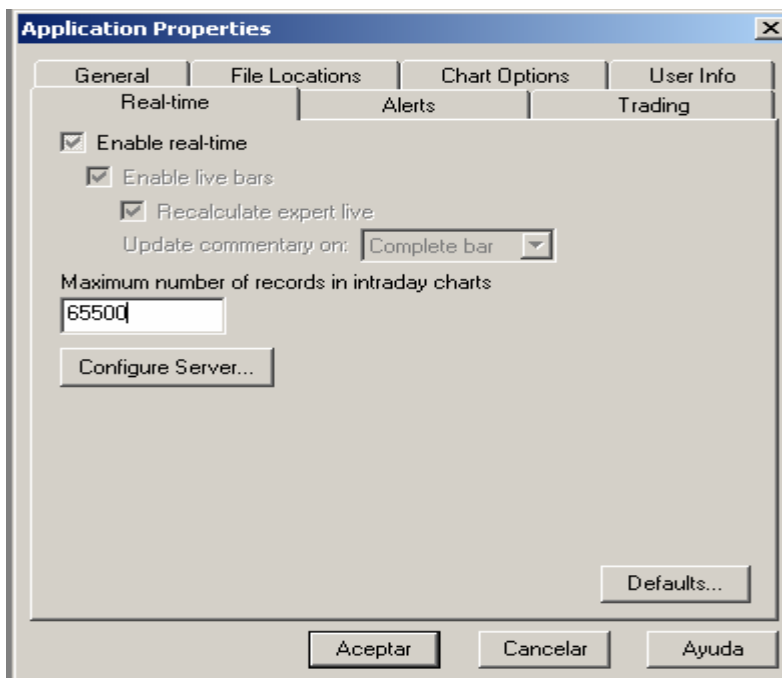 Application Properties
General File Locations Chart Options User Info
Real-time Alerts Trading
Enable real-time
Enable live bars
Recalculate expert live
Update commentary on: Complete bar
Maximum number of records in intraday charts
65500
Configure Server...
Defaults...
Aceptar Cancelar Ayuda